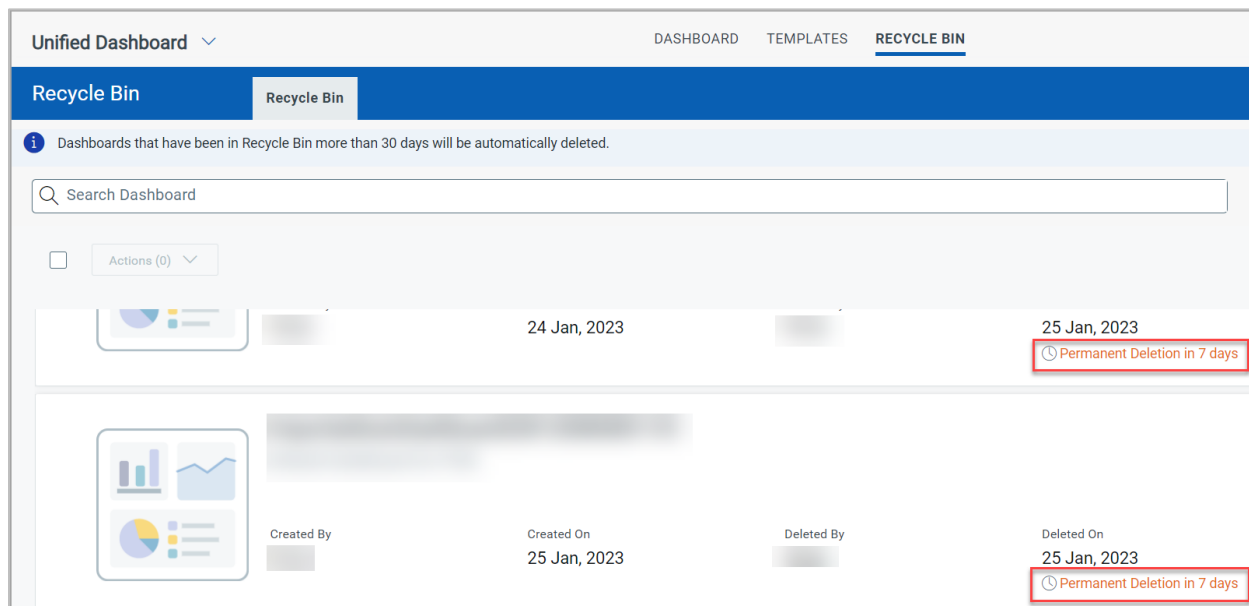 Unified Dashboard
DASHBOARD TEMPLATES RECYCLE BIN
Recycle Bin
Recycle Bin
Dashboards that have been in Recycle Bin more than 30 days will be automatically deleted.
Search Dashboard
Actions (0)
24 Jan, 2023
25 Jan, 2023
Permanent Deletion in 7 days
Created By
Created On
Deleted By
Deleted On
25 Jan, 2023
25 Jan, 2023
Permanent Deletion in 7 days